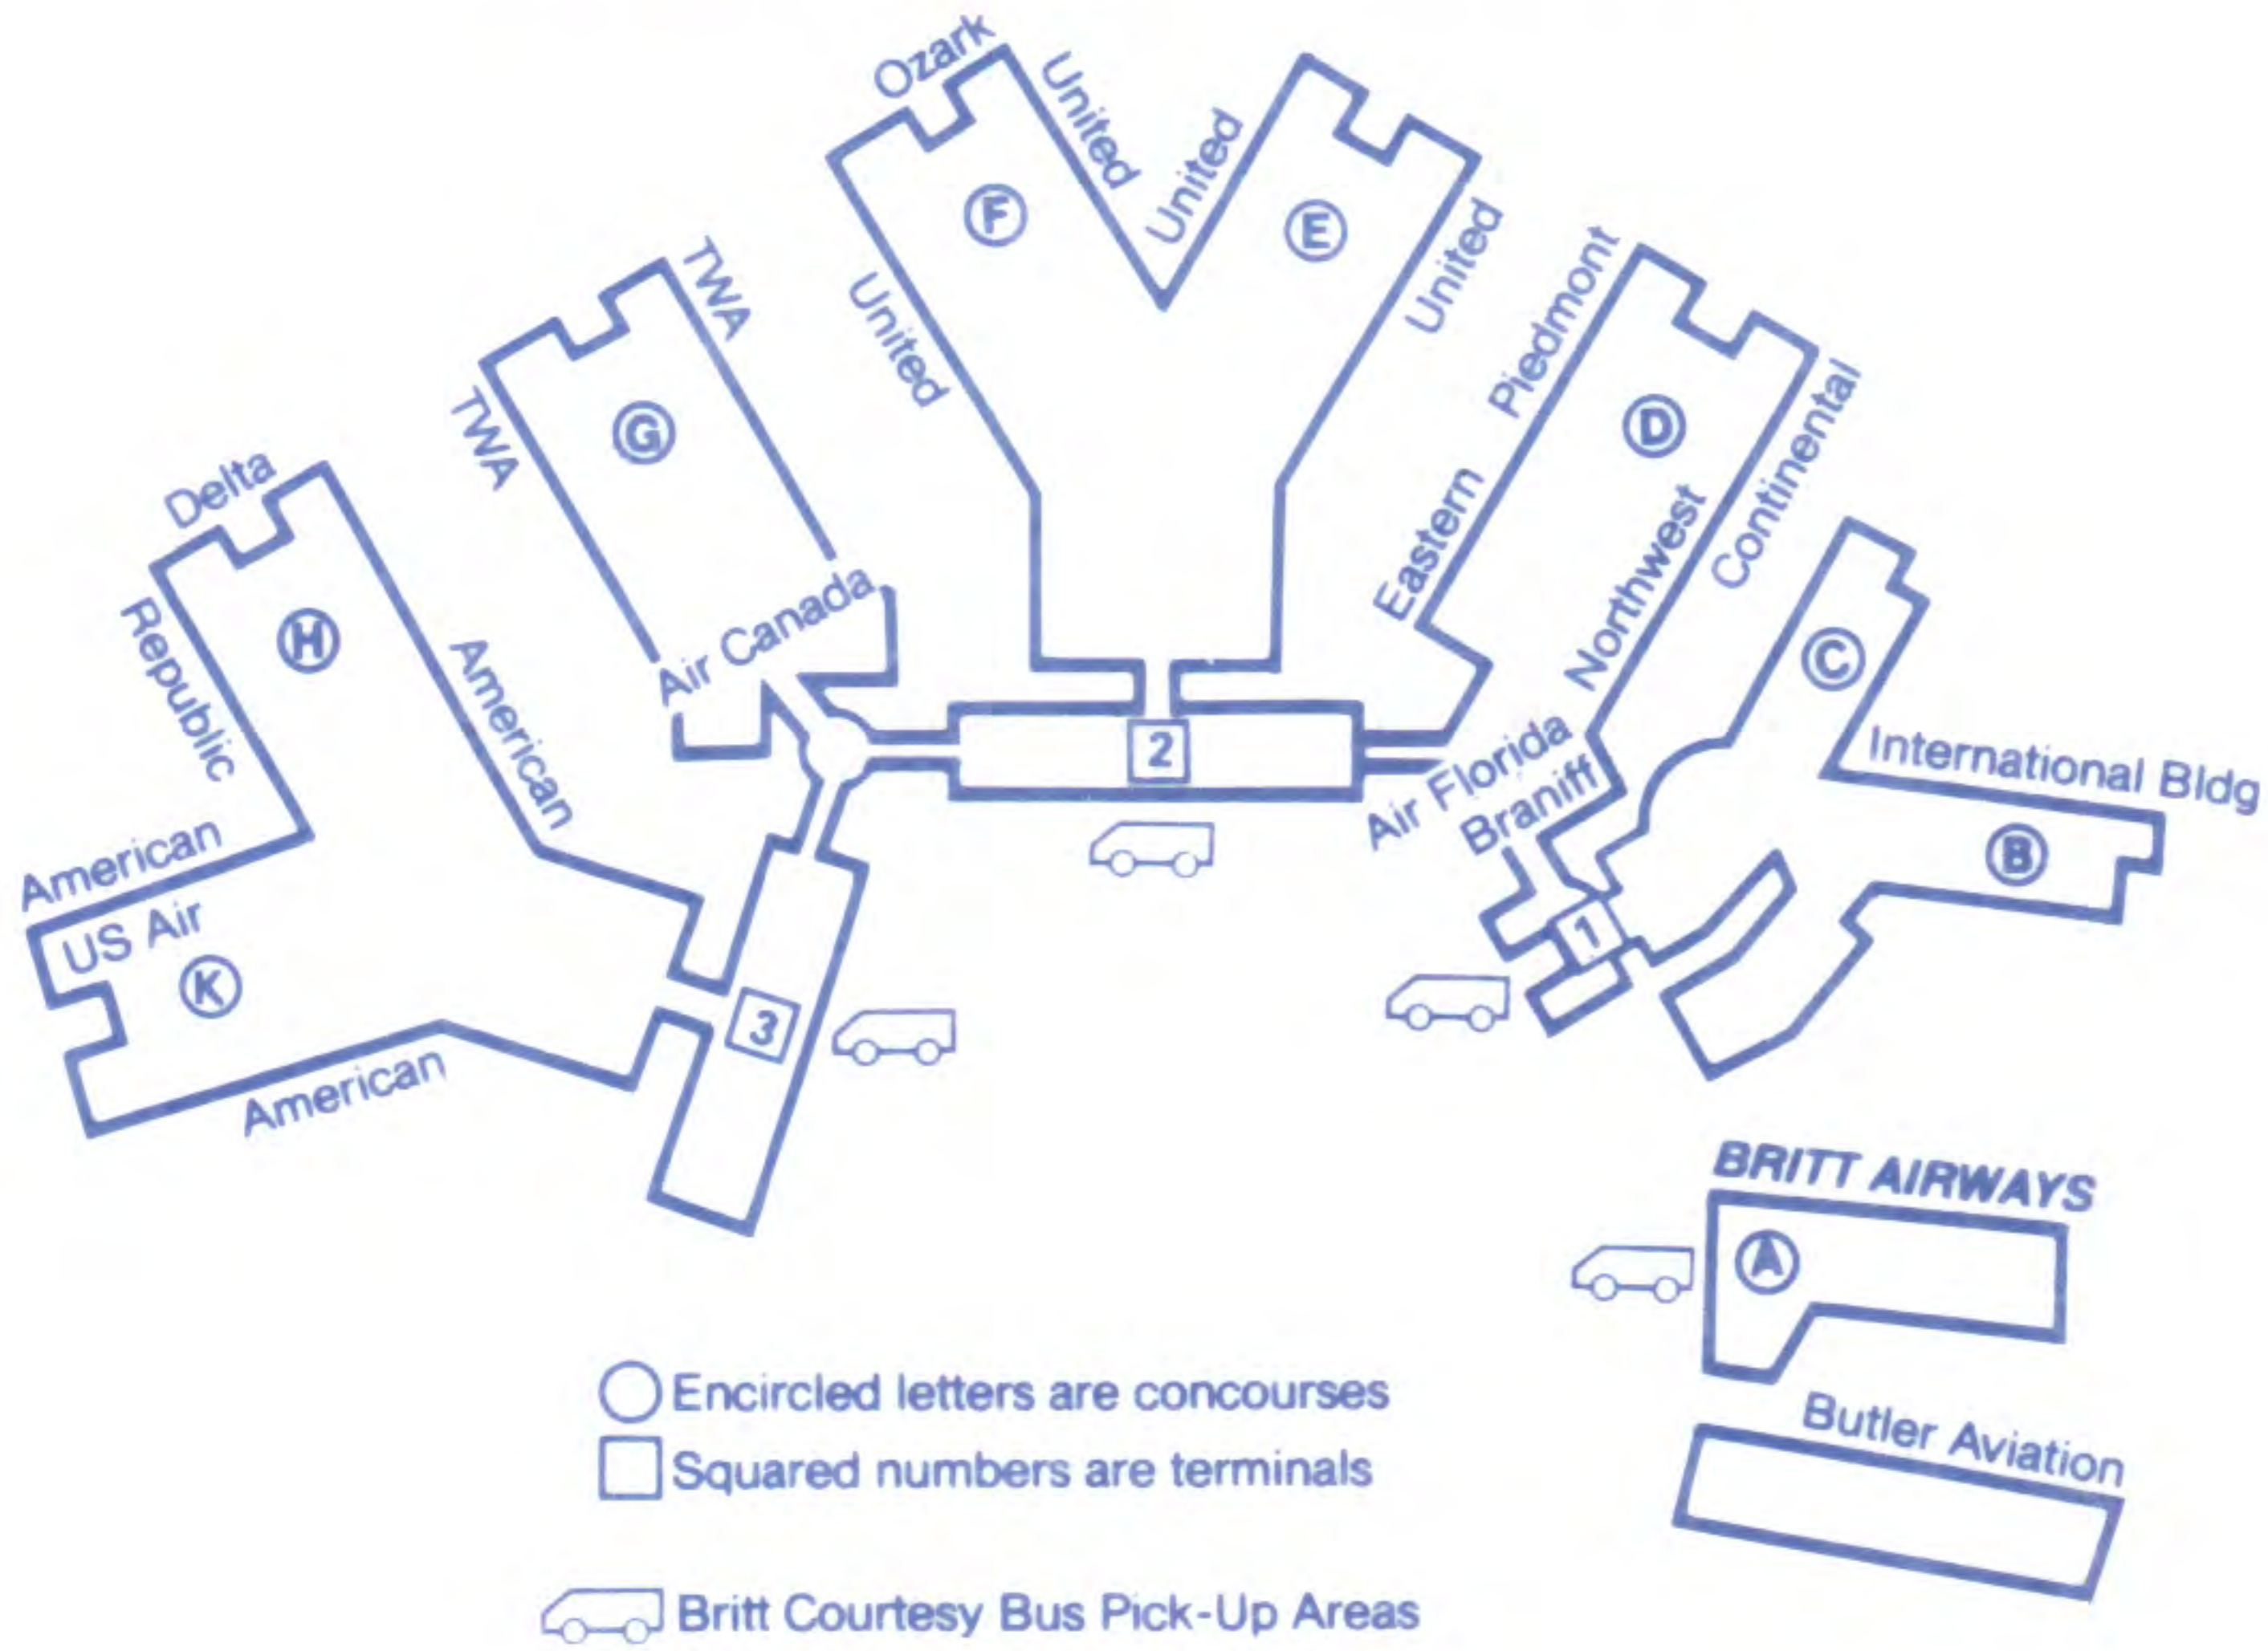 Ozark
United
United
F
E
United
United
Piedmont
TWA
TWA
G
D
Continental
Delta
Eastern
Northwest
H
Republic
American
Air Canada
C
2
Air Florida
Braniff
International Bldg
American
US Air
K
B
1
3
American
BRITT AIRWAYS
A
Encircled letters are concourses
Squared numbers are terminals
Butler Aviation
Britt Courtesy Bus Pick-Up Areas